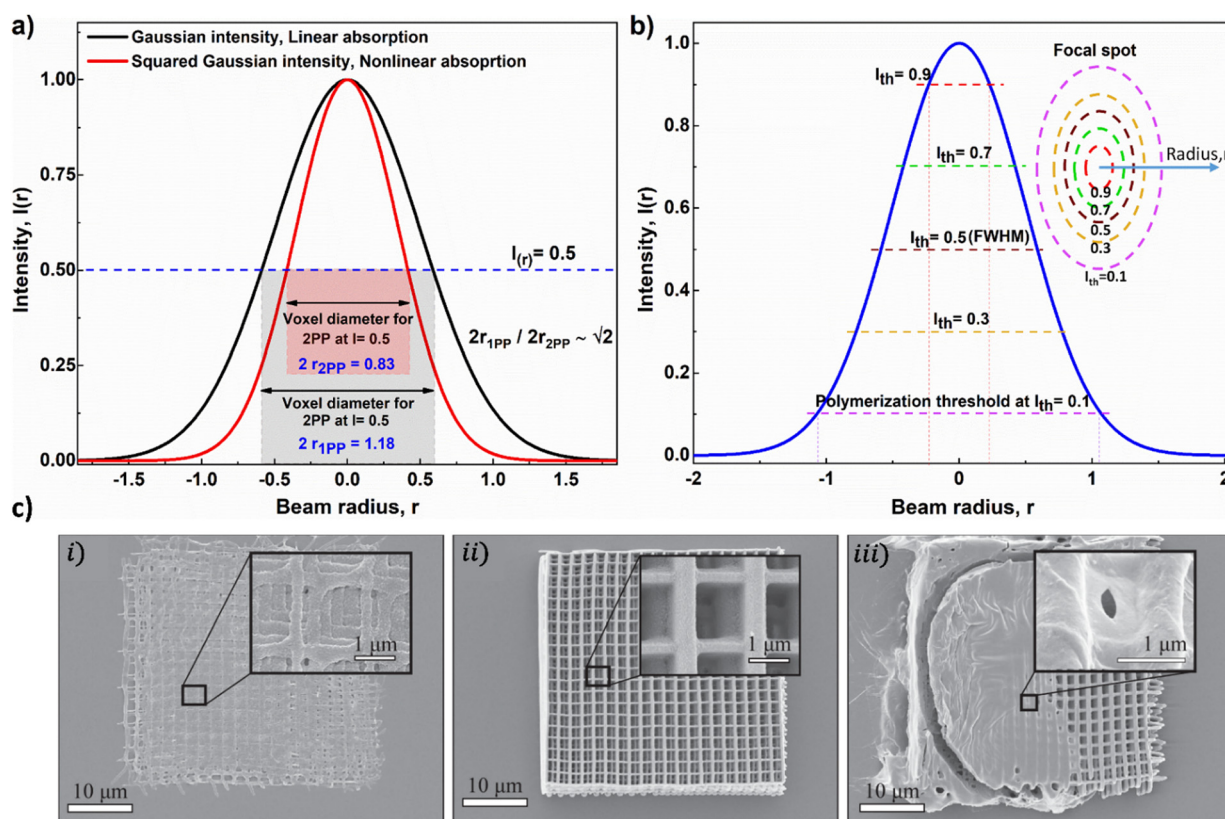 a)
Gaussian intensity, Linear absorption
Squared Gaussian intensity, Nonlinear absoprtion
1.00
0.75
0.50
0.25
0.00
Intensity, I(r)
I(r)= 0.5
Voxel diameter for
2PP at I= 0.5
2 r2PP = 0.83
2r1PP / 2r2PP ~ √2
Voxel diameter for
2PP at I= 0.5
2 r1PP = 1.18
-1.5 -1.0 -0.5 0.0 0.5 1.0 1.5
Beam radius, r
b)
1.0
0.8
0.6
0.4
0.2
0.0
Intensity, I(r)
Focal spot
Ith= 0.9
Ith= 0.7
Ith= 0.5(FWHM)
Ith= 0.3
Polymerization threshold at Ith= 0.1
Radius,r
0.9
0.7
0.5
0.3
Ith=0.1
-2 -1 0 1 2
Beam radius, r
c)
i)
1 μm
10 μm
ii)
1 μm
10 μm
iii)
1 μm
10 μm